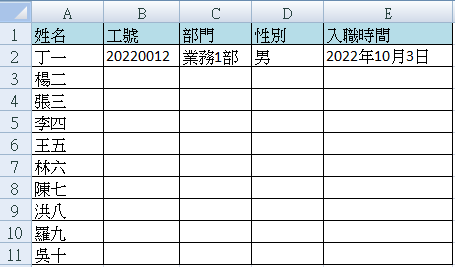 A B C D E
1 姓名 工號 部門 性別 入職時間
2 丁一 20220012 業務1部 男 2022年10月3日
3 楊二
4 張三
5 李四
6 王五
7 林六
8 陳七
9 洪八
10 羅九
11 吳十